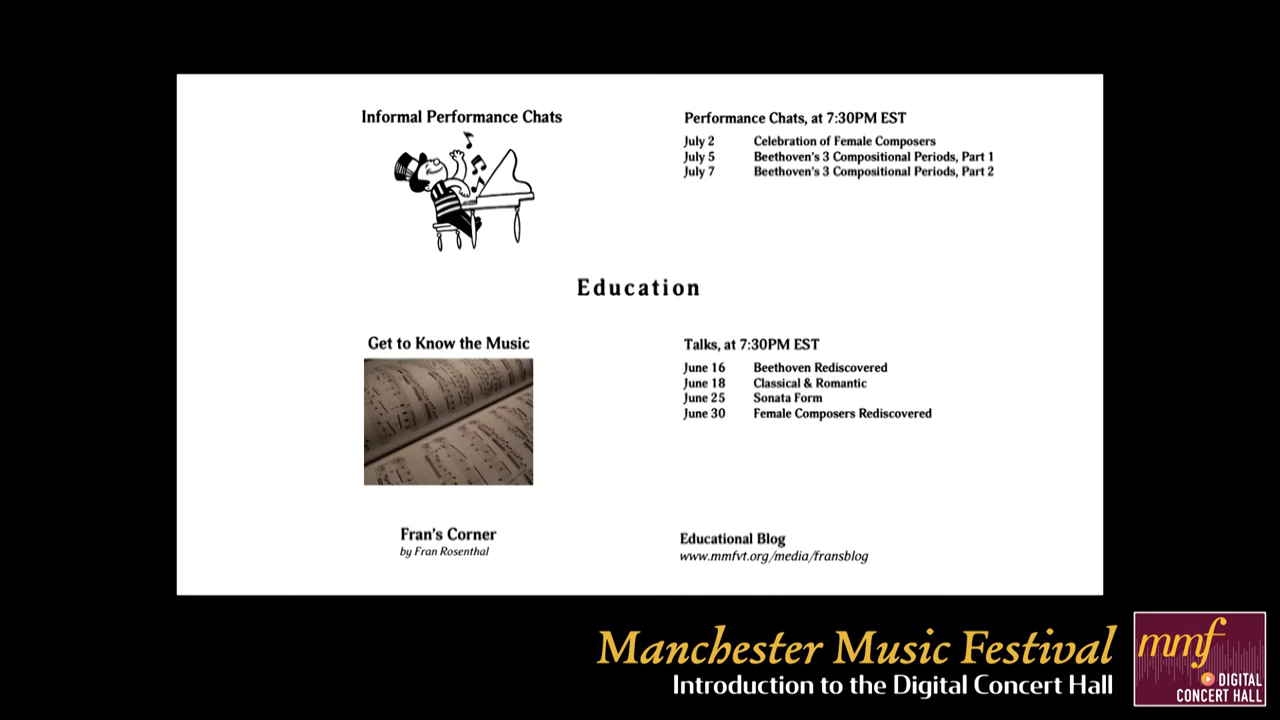 Informal Performance Chats
Performance Chats, at 7:30PM EST
July 2 Celebration of Female Composers
July 5 Beethoven's 3 Compositional Periods, Part 1
July 7 Beethoven's 3 Compositional Periods, Part 2
Education
Get to Know the Music
Talks, at 7:30PM EST
June 16 Beethoven Rediscovered
June 18 Classical & Romantic
June 25 Sonata Form
June 30 Female Composers Rediscovered
Fran's Corner
by Fran Rosenthal
Educational Blog
www.mmfvt.org/media/fransblog
Manchester Music Festival
Introduction to the Digital Concert Hall
mmf
DIGITAL
CONCERT HALL